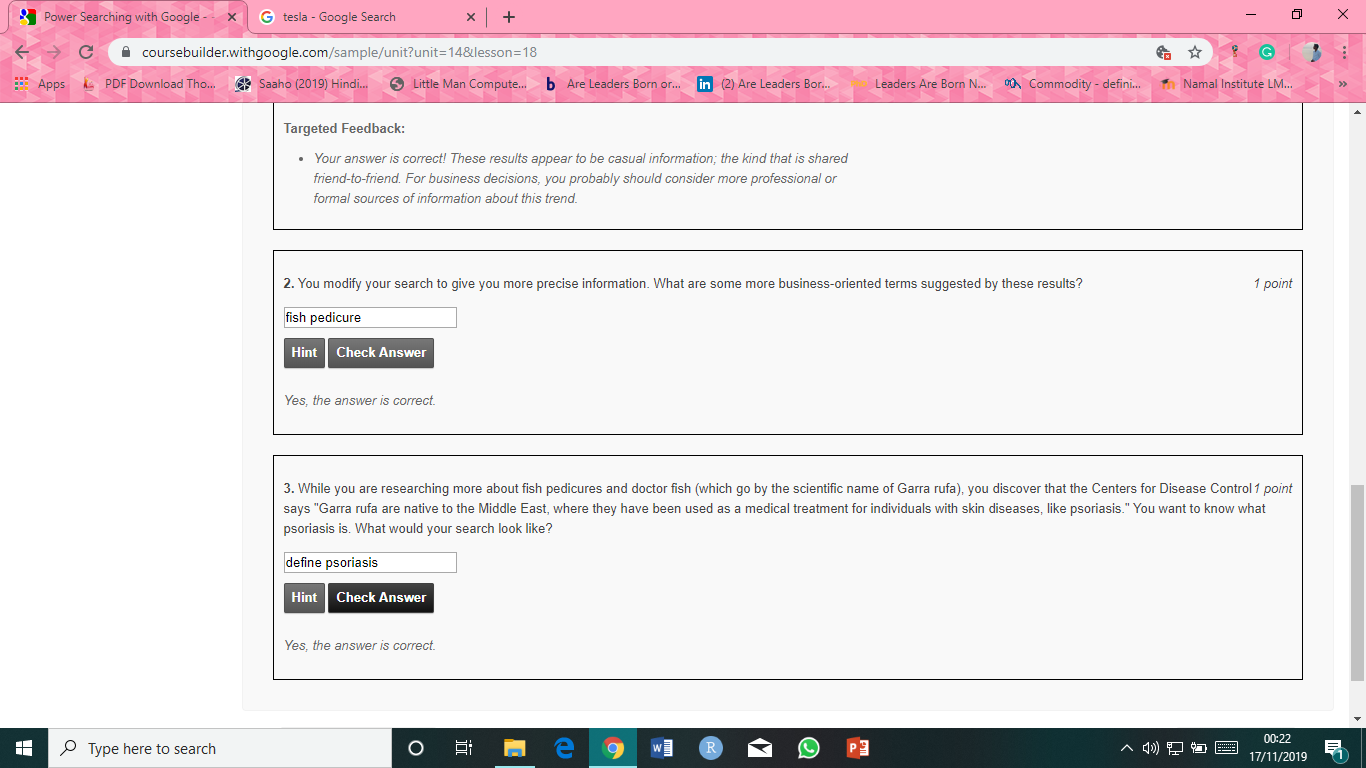 Power Searching with Google -
tesla - Google Search
coursebuilder.withgoogle.com/sample/unit?unit=14&lesson=18
Apps
PDF Download Tho...
Saaho (2019) Hindi...
Little Man Compute...
b Are Leaders Born or...
in (2) Are Leaders Bor...
Leaders Are Born N...
Commodity - defini...
Namal Institute LM...
Targeted Feedback:
• Your answer is correct! These results appear to be casual information; the kind that is shared
friend-to-friend. For business decisions, you probably should consider more professional or
formal sources of information about this trend.
2. You modify your search to give you more precise information. What are some more business-oriented terms suggested by these results? 1 point
fish pedicure
Hint Check Answer
Yes, the answer is correct.
3. While you are researching more about fish pedicures and doctor fish (which go by the scientific name of Garra rufa), you discover that the Centers for Disease Control 1 point
says "Garra rufa are native to the Middle East, where they have been used as a medical treatment for individuals with skin diseases, like psoriasis." You want to know what
psoriasis is. What would your search look like?
define psoriasis
Hint Check Answer
Yes, the answer is correct.
Type here to search
00:22
17/11/2019
1